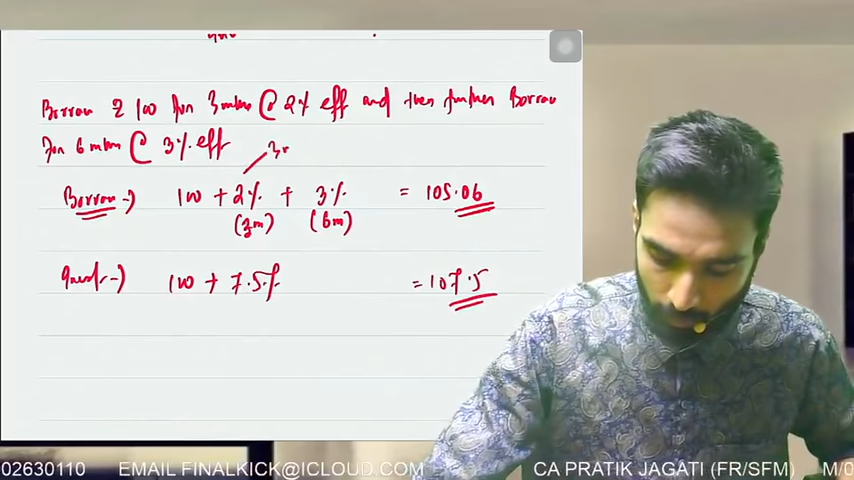 Borrow ₹ 100 for 3 mths @ 2% eff and then further Borrow
for 6 mths @ 3% eff
Borrow → 100 + 2% + 3% = 105.06
(3m) (6m)
100 + 7.5% = 107.5
02630110 EMAIL FINALKICK@ICLOUD.COM CA PRATIK JAGATI (FR/SFM) M/0